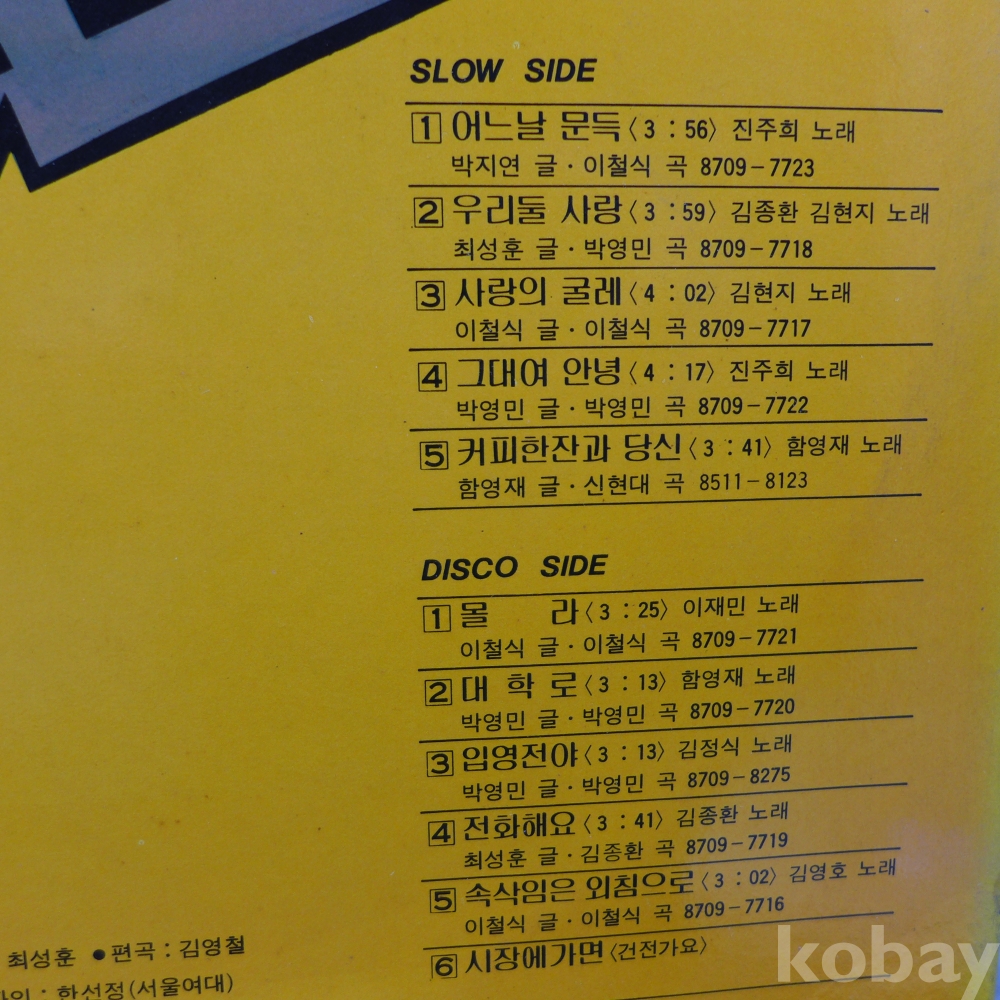 SLOW SIDE
1 어느날 문득〈3 : 56〉 진주희 노래
박지연 글 · 이철식 곡 8709-7723
2 우리둘 사랑〈3 : 59〉 김종환 김현지 노래
최성훈 글 · 박영민 곡 8709-7718
3 사랑의 굴레〈4 : 02〉 김현지 노래
이철식 글 · 이철식 곡 8709-7717
4 그대여 안녕〈4 : 17〉 진주희 노래
박영민 글 · 박영민 곡 8709-7722
5 커피한잔과 당신〈3 : 41〉 함영재 노래
함영재 글 · 신현대 곡 8511-8123
DISCO SIDE
1 몰 라〈3 : 25〉 이재민 노래
이철식 글 · 이철식 곡 8709-7721
2 대 학 로〈3 : 13〉 함영재 노래
박영민 글 · 박영민 곡 8709-7720
3 입영전야〈3 : 13〉 김정식 노래
박영민 글 · 박영민 곡 8709-8275
4 전화해요〈3 : 41〉 김종환 노래
최성훈 글 · 김종환 곡 8709-7719
5 속삭임은 외침으로〈3 : 02〉 김영호 노래
이철식 글 · 이철식 곡 8709-7716
6 시장에가면〈건전가요〉
최성훈 ●편곡 : 김영철
한선정(서울여대)
kobay